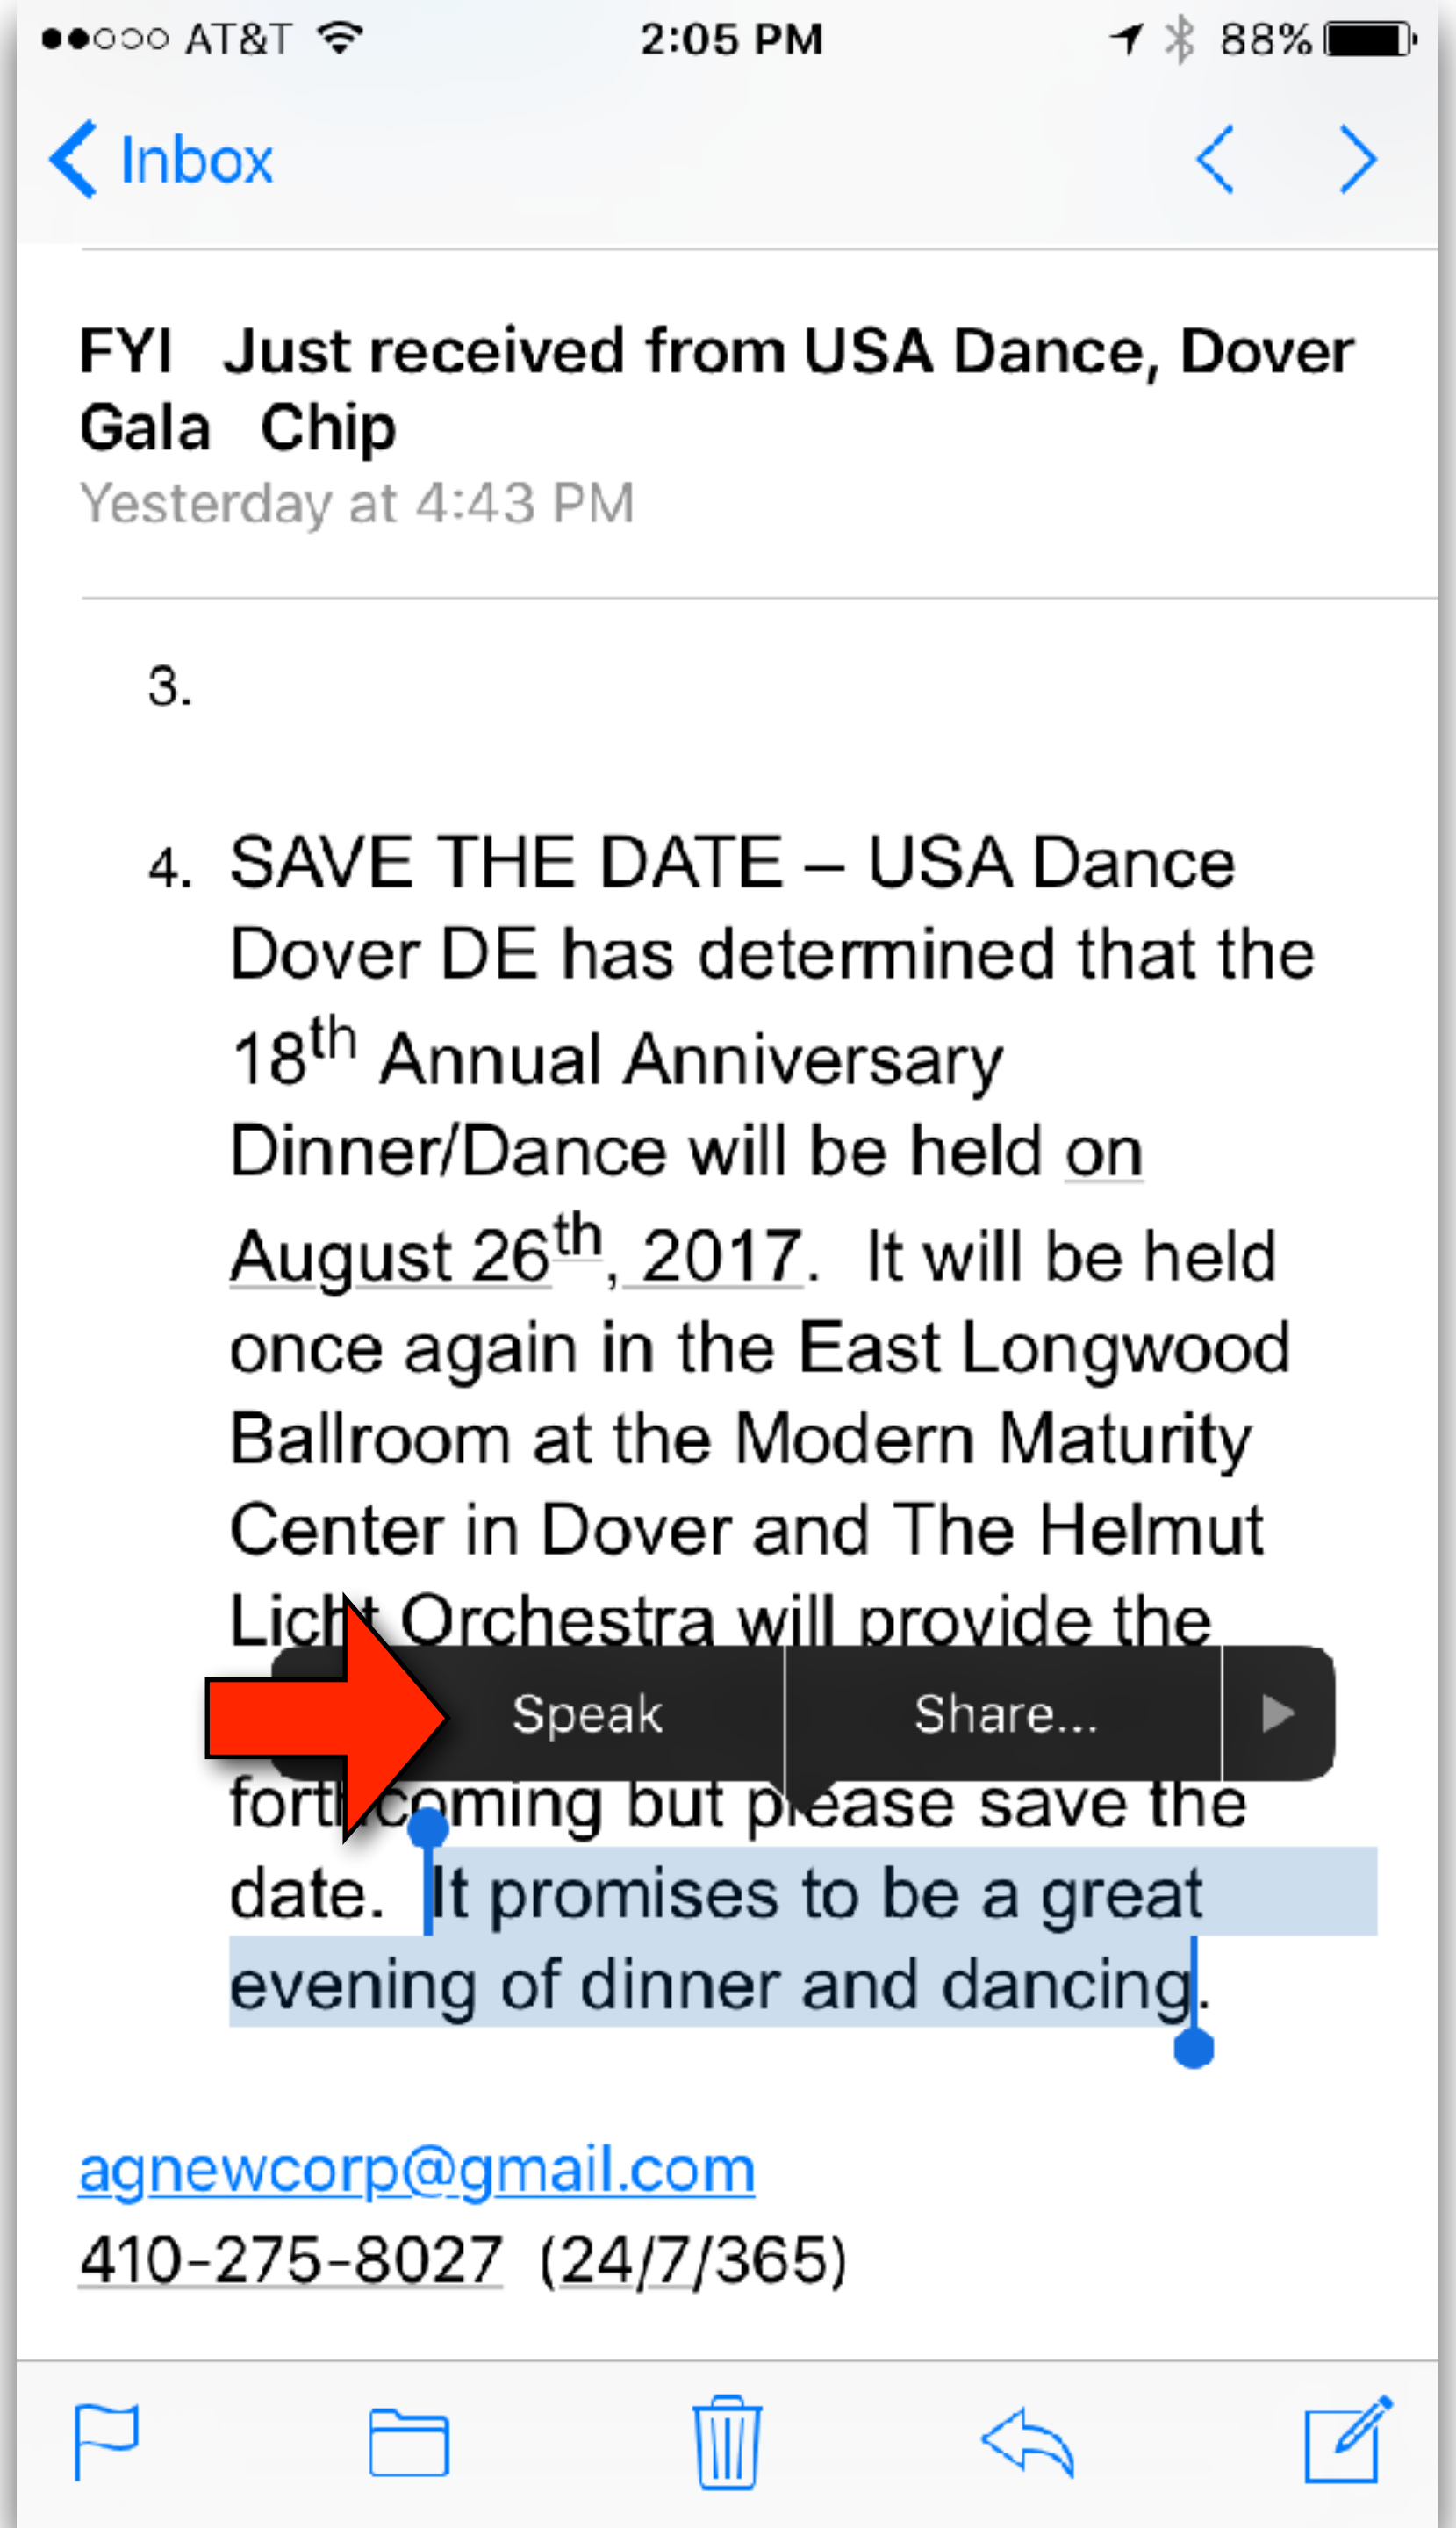 AT&T 2:05 PM 88%
Inbox
FYI Just received from USA Dance, Dover
Gala Chip
Yesterday at 4:43 PM
3.
4. SAVE THE DATE – USA Dance
Dover DE has determined that the
18th Annual Anniversary
Dinner/Dance will be held on
August 26th, 2017. It will be held
once again in the East Longwood
Ballroom at the Modern Maturity
Center in Dover and The Helmut
Licht Orchestra will provide the
Speak Share...
forthcoming but please save the
date. It promises to be a great
evening of dinner and dancing.
agnewcorp@gmail.com
410-275-8027 (24/7/365)